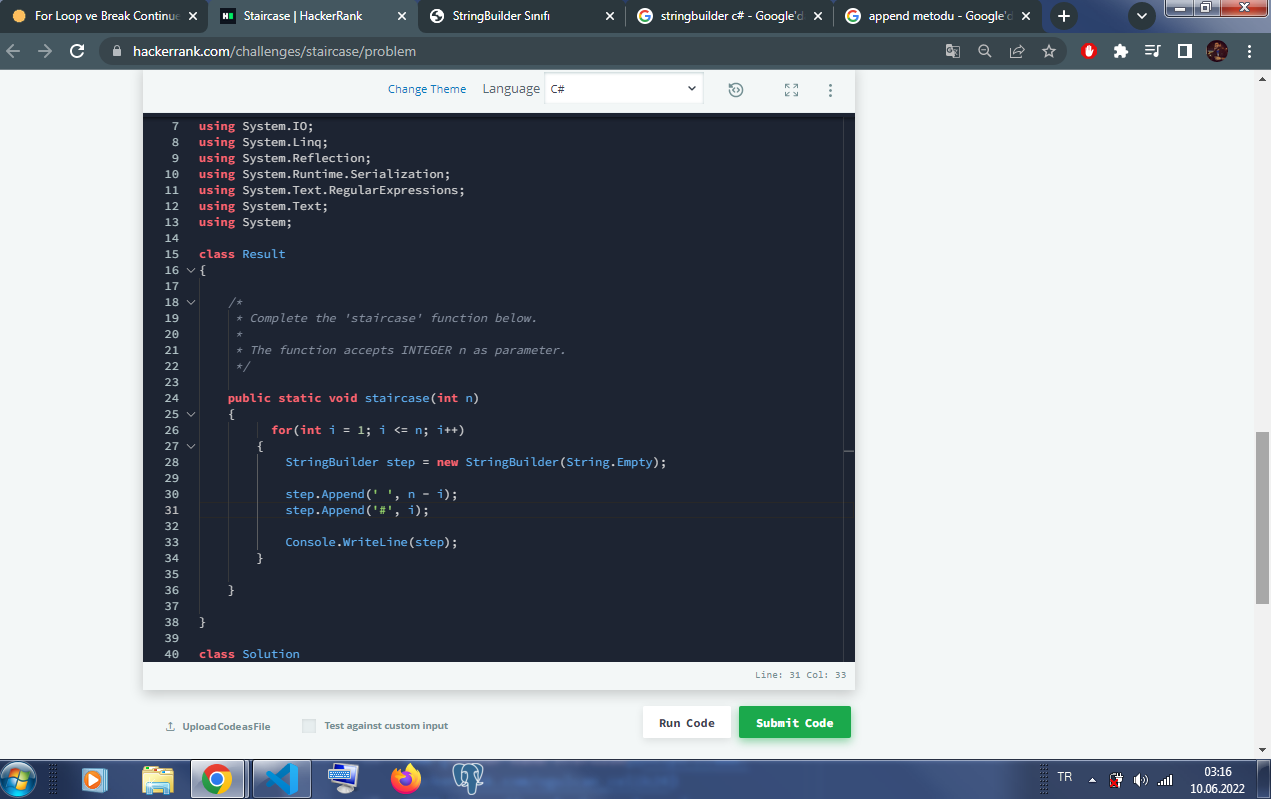 For Loop ve Break Continue
Staircase | HackerRank
StringBuilder Sınıfı
stringbuilder c# - Google'da
append metodu - Google'd
hackerrank.com/challenges/staircase/problem
Change Theme Language C#
7 using System.IO;
8 using System.Linq;
9 using System.Reflection;
10 using System.Runtime.Serialization;
11 using System.Text.RegularExpressions;
12 using System.Text;
13 using System;
14
15 class Result
16 {
17
18 /*
19 * Complete the 'staircase' function below.
20 *
21 * The function accepts INTEGER n as parameter.
22 */
23
24 public static void staircase(int n)
25 {
26 for(int i = 1; i <= n; i++)
27 {
28 StringBuilder step = new StringBuilder(String.Empty);
29
30 step.Append(' ', n - i);
31 step.Append('#', i);
32
33 Console.WriteLine(step);
34 }
35
36 }
37
38 }
39
40 class Solution
Line: 31 Col: 33
Upload Code as File Test against custom input Run Code Submit Code
TR 03:16
10.06.2022